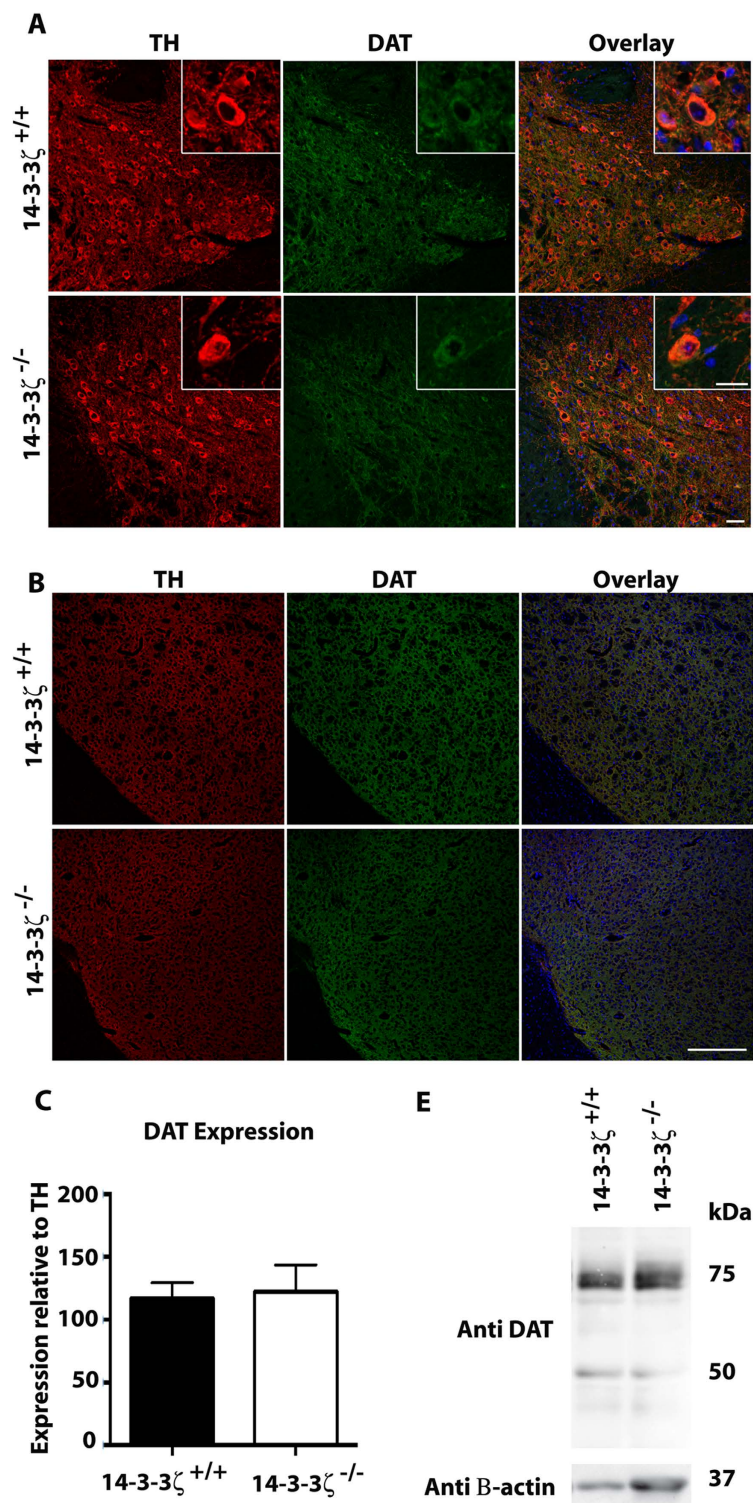 A
TH DAT Overlay
14-3-3ζ +/+
14-3-3ζ -/-
B
TH DAT Overlay
14-3-3ζ +/+
14-3-3ζ -/-
C
DAT Expression
Expression relative to TH
200
150
100
50
0
14-3-3ζ +/+ 14-3-3ζ -/-
E
14-3-3ζ +/+
14-3-3ζ -/-
kDa
75
Anti DAT
50
Anti B-actin 37